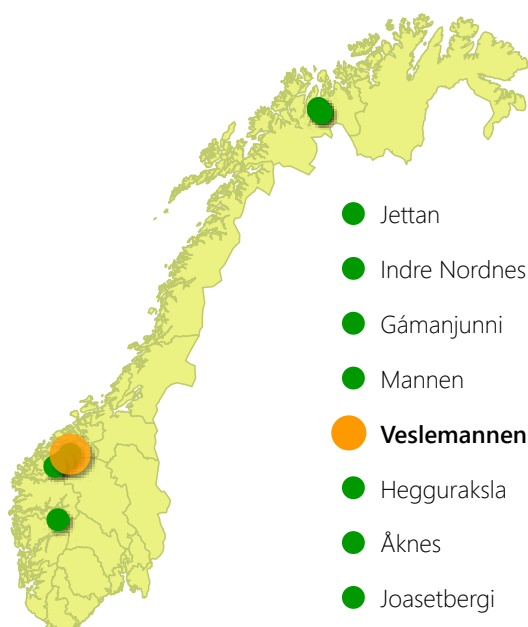 Jettan
Indre Nordnes
Gámanjunni
Mannen
Veslemannen
Hegguraksla
Åknes
Joasetbergi